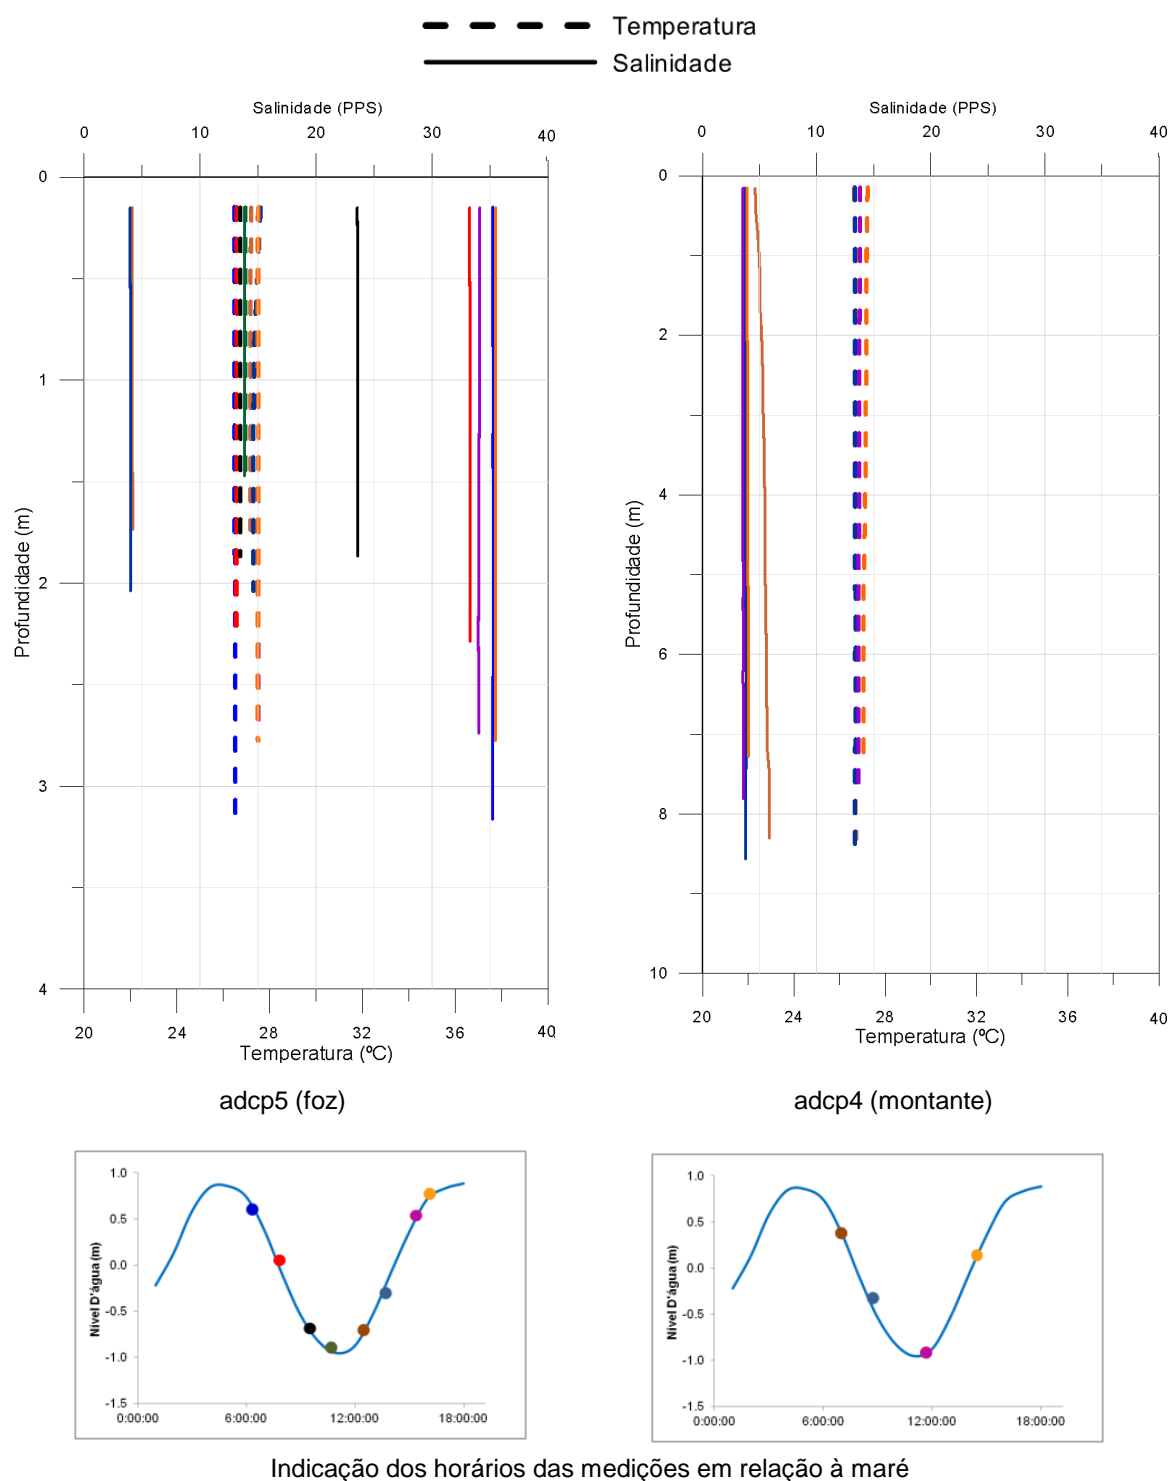 Temperatura
Salinidade
Salinidade (PPS)
0 10 20 30 40
0
1
2
3
4
Profundidade (m)
20 24 28 32 36 40
Temperatura (ºC)
adcp5 (foz)
Salinidade (PPS)
0 10 20 30 40
0
2
4
6
8
10
Profundidade (m)
20 24 28 32 36 40
Temperatura (ºC)
adcp4 (montante)
1.0
0.5
0.0
-0.5
-1.0
-1.5
Nível D'água (m)
0:00:00 6:00:00 12:00:00 18:00:00
1.0
0.5
0.0
-0.5
-1.0
-1.5
Nível D'água (m)
0:00:00 6:00:00 12:00:00 18:00:00
Indicação dos horários das medições em relação à maré